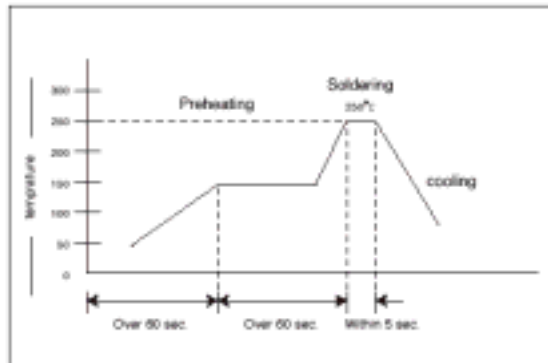 Soldering
Preheating
250°C
300
250
200
150
100
50
0
temprature
cooling
Over 60 sec.
Over 60 sec.
Within 5 sec.